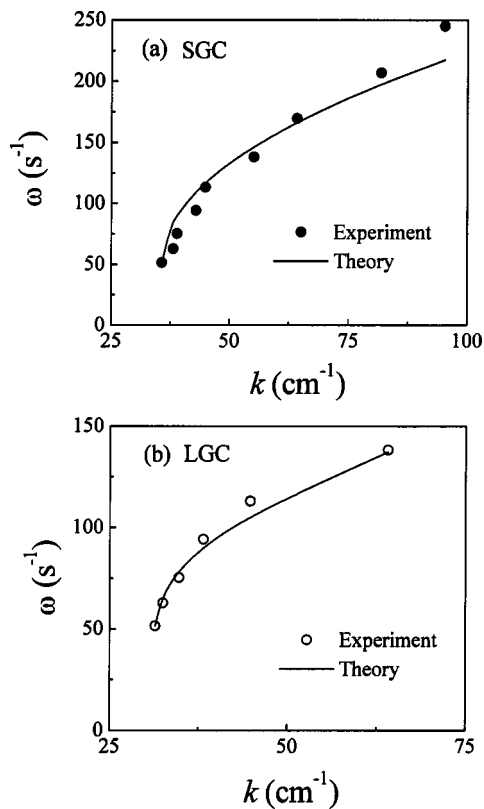 250
(a) SGC
200
150
ω (s⁻¹)
100
Experiment
50
Theory
0
25 50 75 100
k (cm⁻¹)
150
(b) LGC
100
ω (s⁻¹)
50
Experiment
Theory
0
25 50 75
k (cm⁻¹)